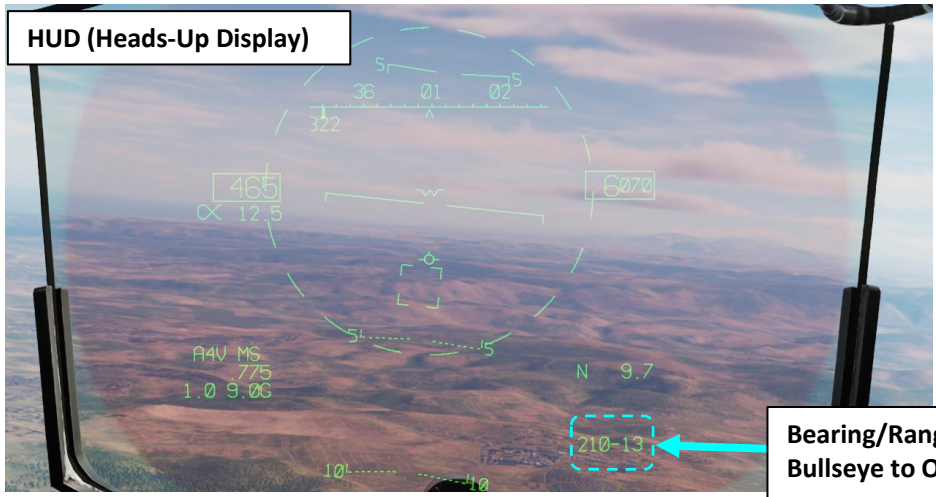 HUD (Heads-Up Display)
5 5
36 01 02
322
465 6070
α 12.5
5 5
A4V MS
.775
1.0 9.0G
N 9.7
210-13
Bearing/Rang
Bullseye to O
10 10